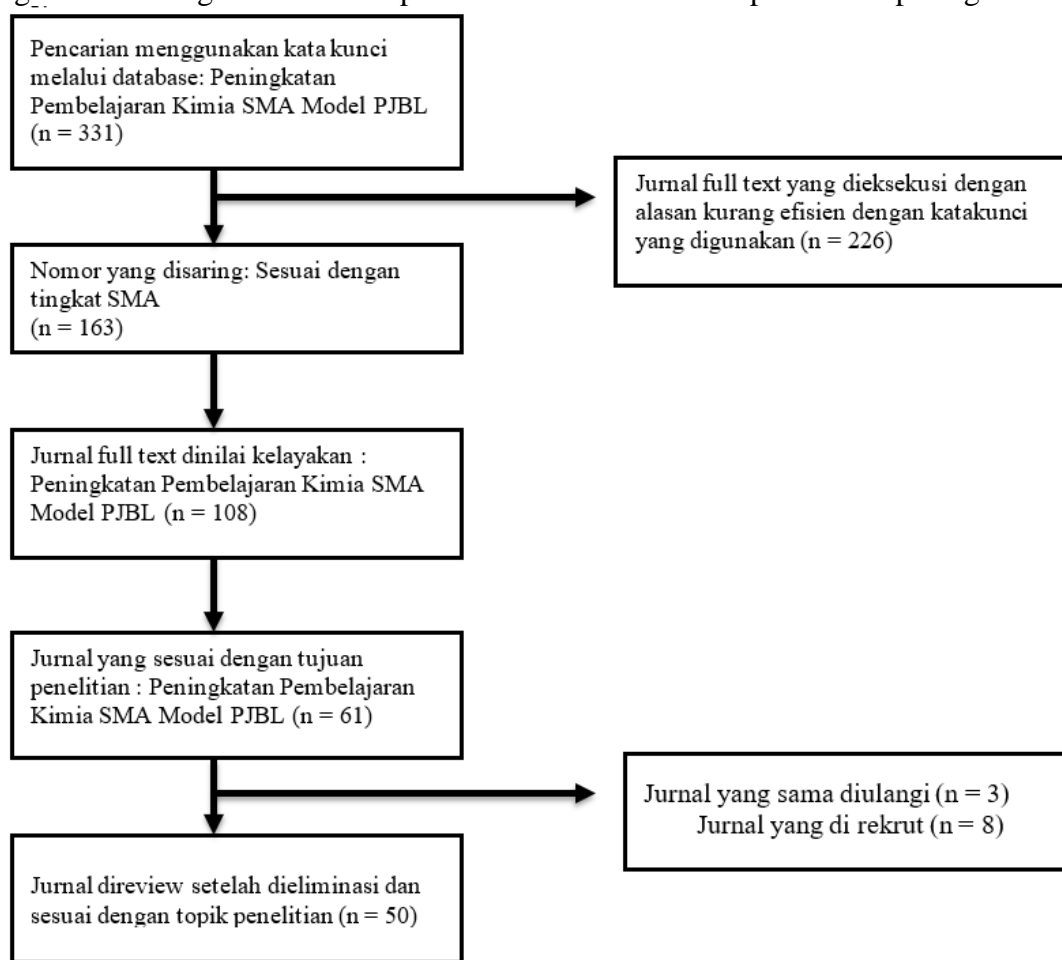 Pencarian menggunakan kata kunci
melalui database: Peningkatan
Pembelajaran Kimia SMA Model PJBL
(n = 331)
Jurnal full text yang dieksekusi dengan
alasan kurang efisien dengan katakunci
yang digunakan (n = 226)
Nomor yang disaring: Sesuai dengan
tingkat SMA
(n = 163)
Jurnal full text dinilai kelayakan :
Peningkatan Pembelajaran Kimia SMA
Model PJBL (n = 108)
Jurnal yang sesuai dengan tujuan
penelitian : Peningkatan Pembelajaran
Kimia SMA Model PJBL (n = 61)
Jurnal yang sama diulangi (n = 3)
Jurnal yang di rekrut (n = 8)
Jurnal direview setelah dieliminasi dan
sesuai dengan topik penelitian (n = 50)